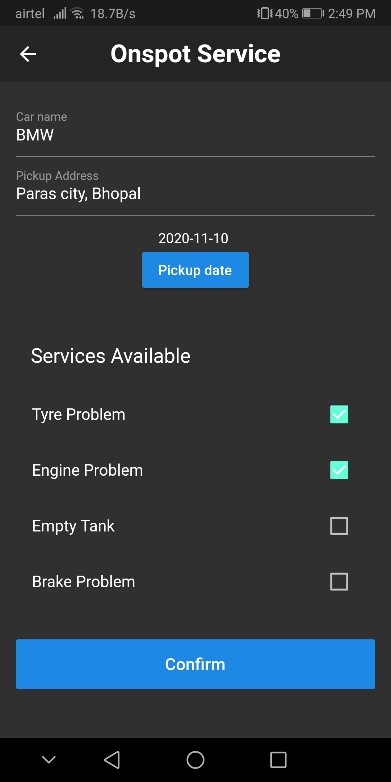 airtel 18.7B/s 40% 2:49 PM
Onspot Service
Car name
BMW
Pickup Address
Paras city, Bhopal
2020-11-10
Pickup date
Services Available
Tyre Problem
Engine Problem
Empty Tank
Brake Problem
Confirm